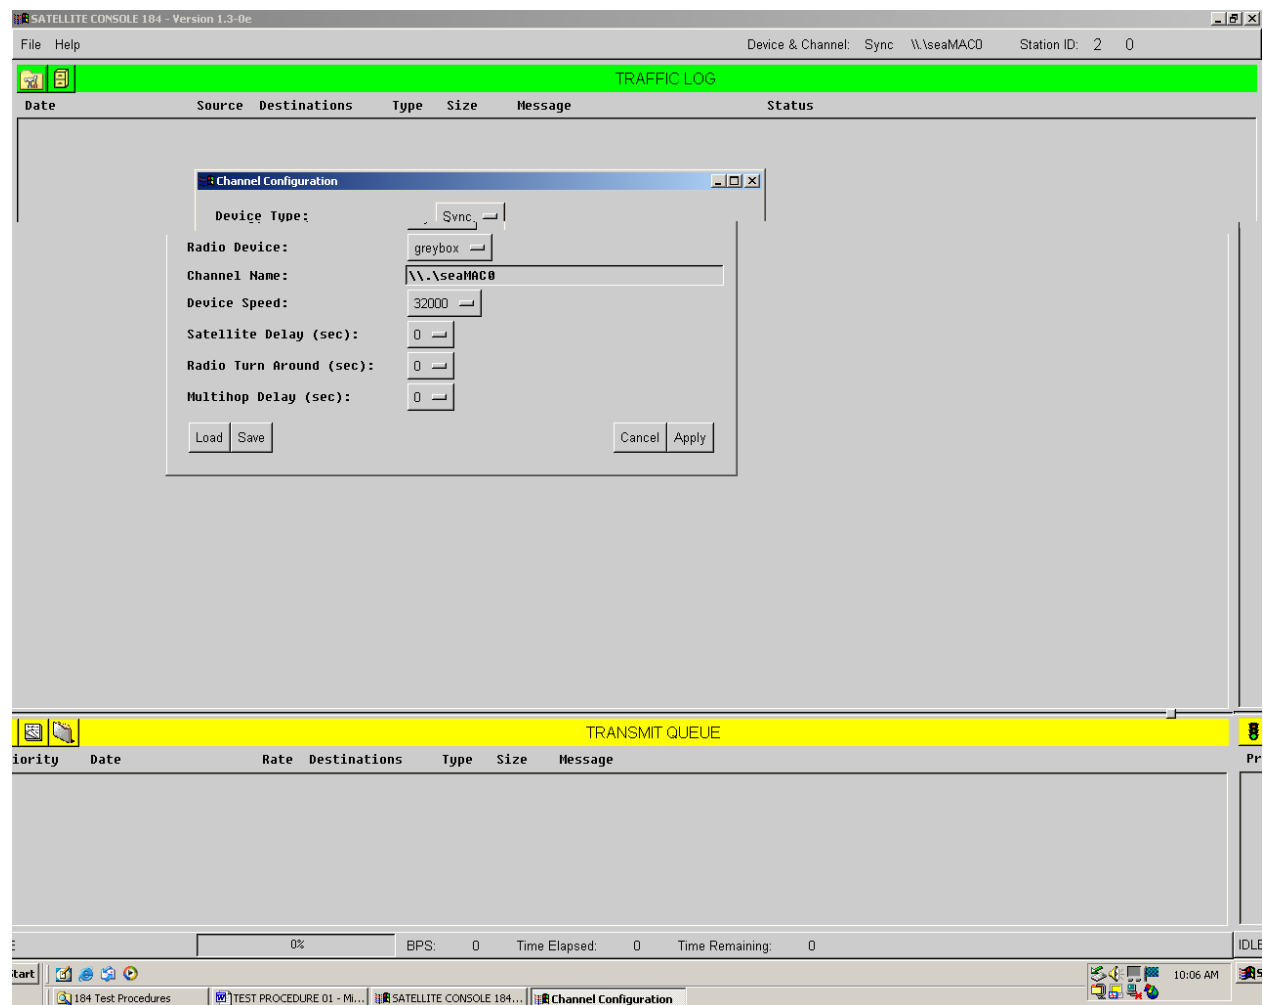 SATELLITE CONSOLE 184 - Version 1.3-0e
File Help Device & Channel: Sync \\.\seaMAC0 Station ID: 2 0
TRAFFIC LOG
Date Source Destinations Type Size Message Status
Channel Configuration
Device Type: Sync
Radio Device: greybox
Channel Name: \\.\seaMAC0
Device Speed: 32000
Satellite Delay (sec): 0
Radio Turn Around (sec): 0
Multihop Delay (sec): 0
Load Save Cancel Apply
TRANSMIT QUEUE
iority Date Rate Destinations Type Size Message Pr
0% BPS: 0 Time Elapsed: 0 Time Remaining: 0 IDLE
tart 10:06 AM S
184 Test Procedures TEST PROCEDURE 01 - Mi... SATELLITE CONSOLE 184... Channel Configuration